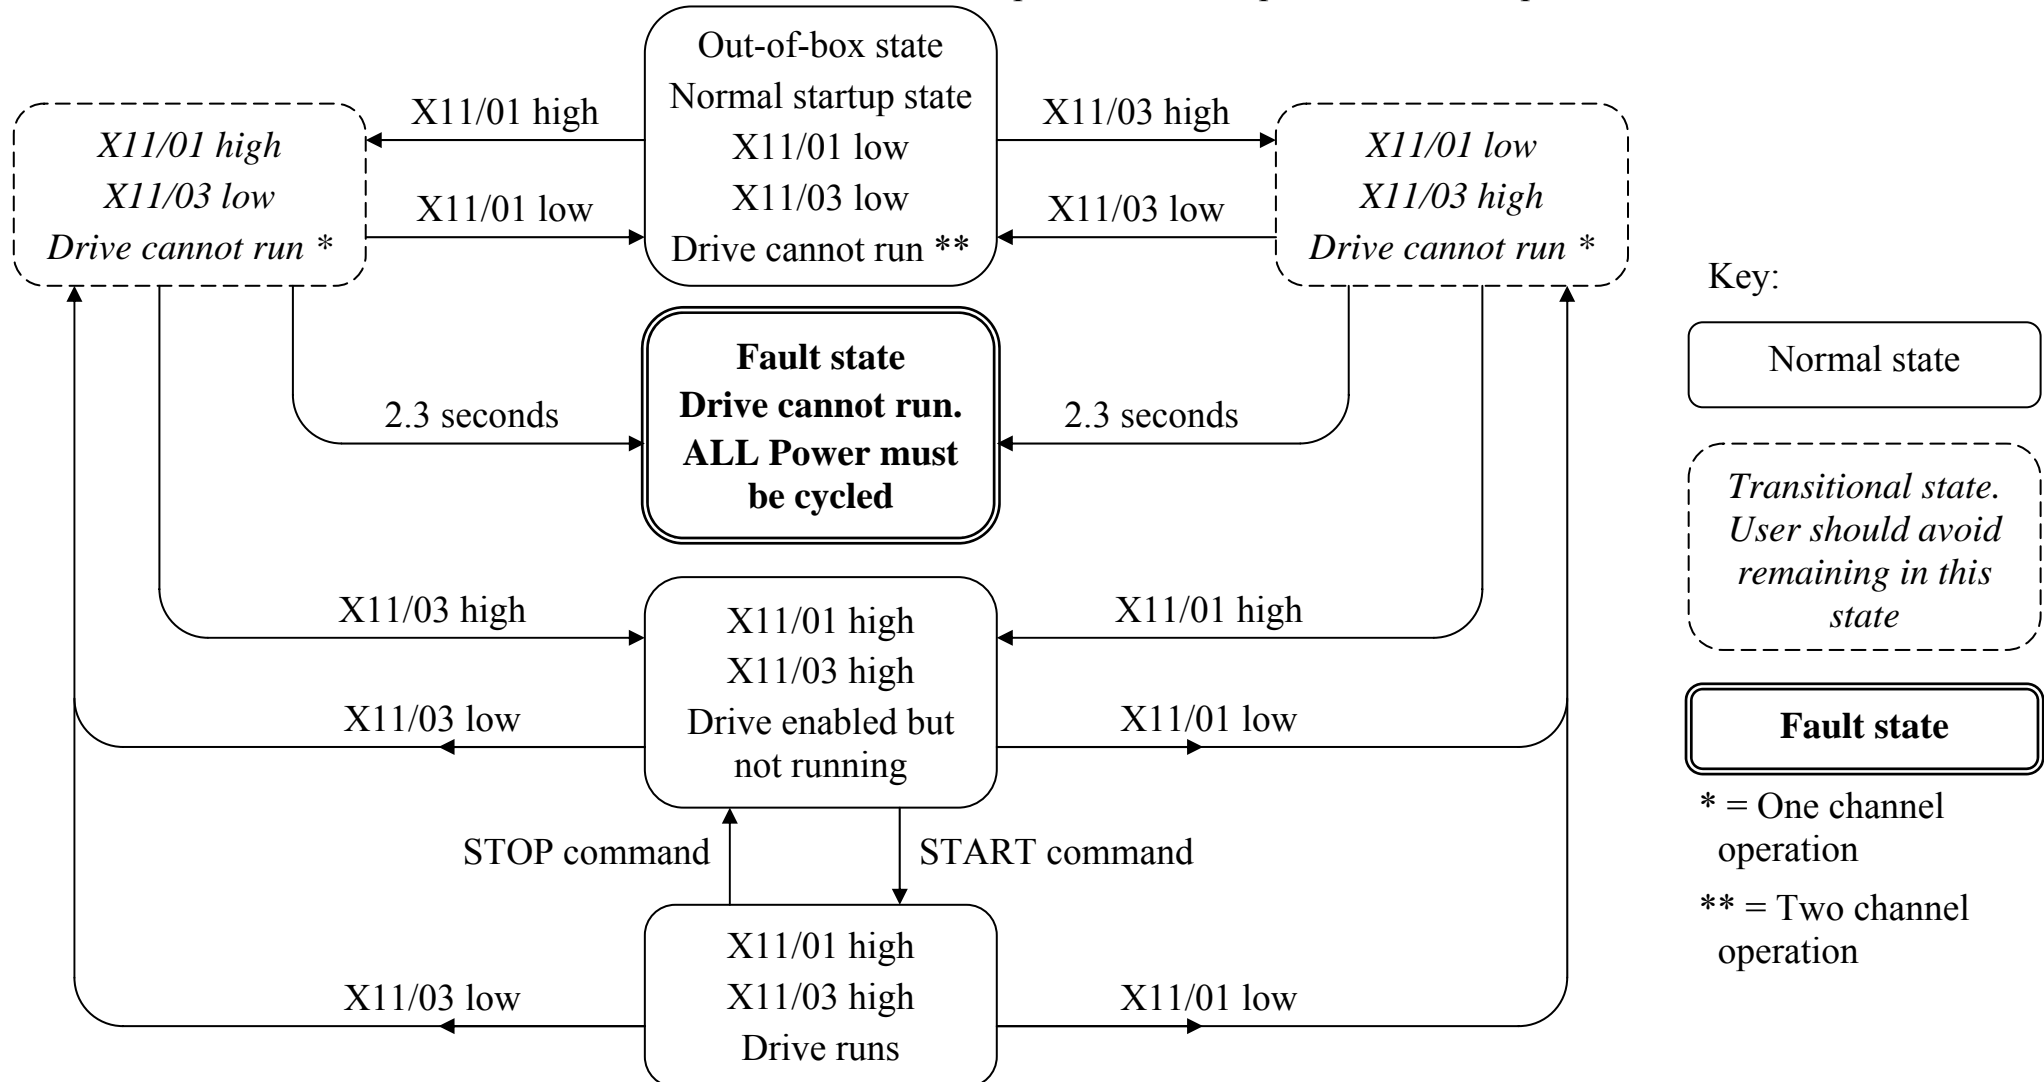 Out-of-box state
Normal startup state
X11/01 low
X11/03 low
Drive cannot run **
X11/01 high
X11/01 low
X11/03 high
X11/03 low
X11/01 high
X11/03 low
Drive cannot run *
X11/01 low
X11/03 high
Drive cannot run *
Fault state
Drive cannot run.
ALL Power must
be cycled
2.3 seconds
2.3 seconds
X11/03 high
X11/01 high
X11/01 high
X11/03 high
Drive enabled but
not running
X11/03 low
X11/01 low
STOP command
START command
X11/01 high
X11/03 high
Drive runs
X11/03 low
X11/01 low
Key:
Normal state
Transitional state.
User should avoid
remaining in this
state
Fault state
* = One channel
operation
** = Two channel
operation